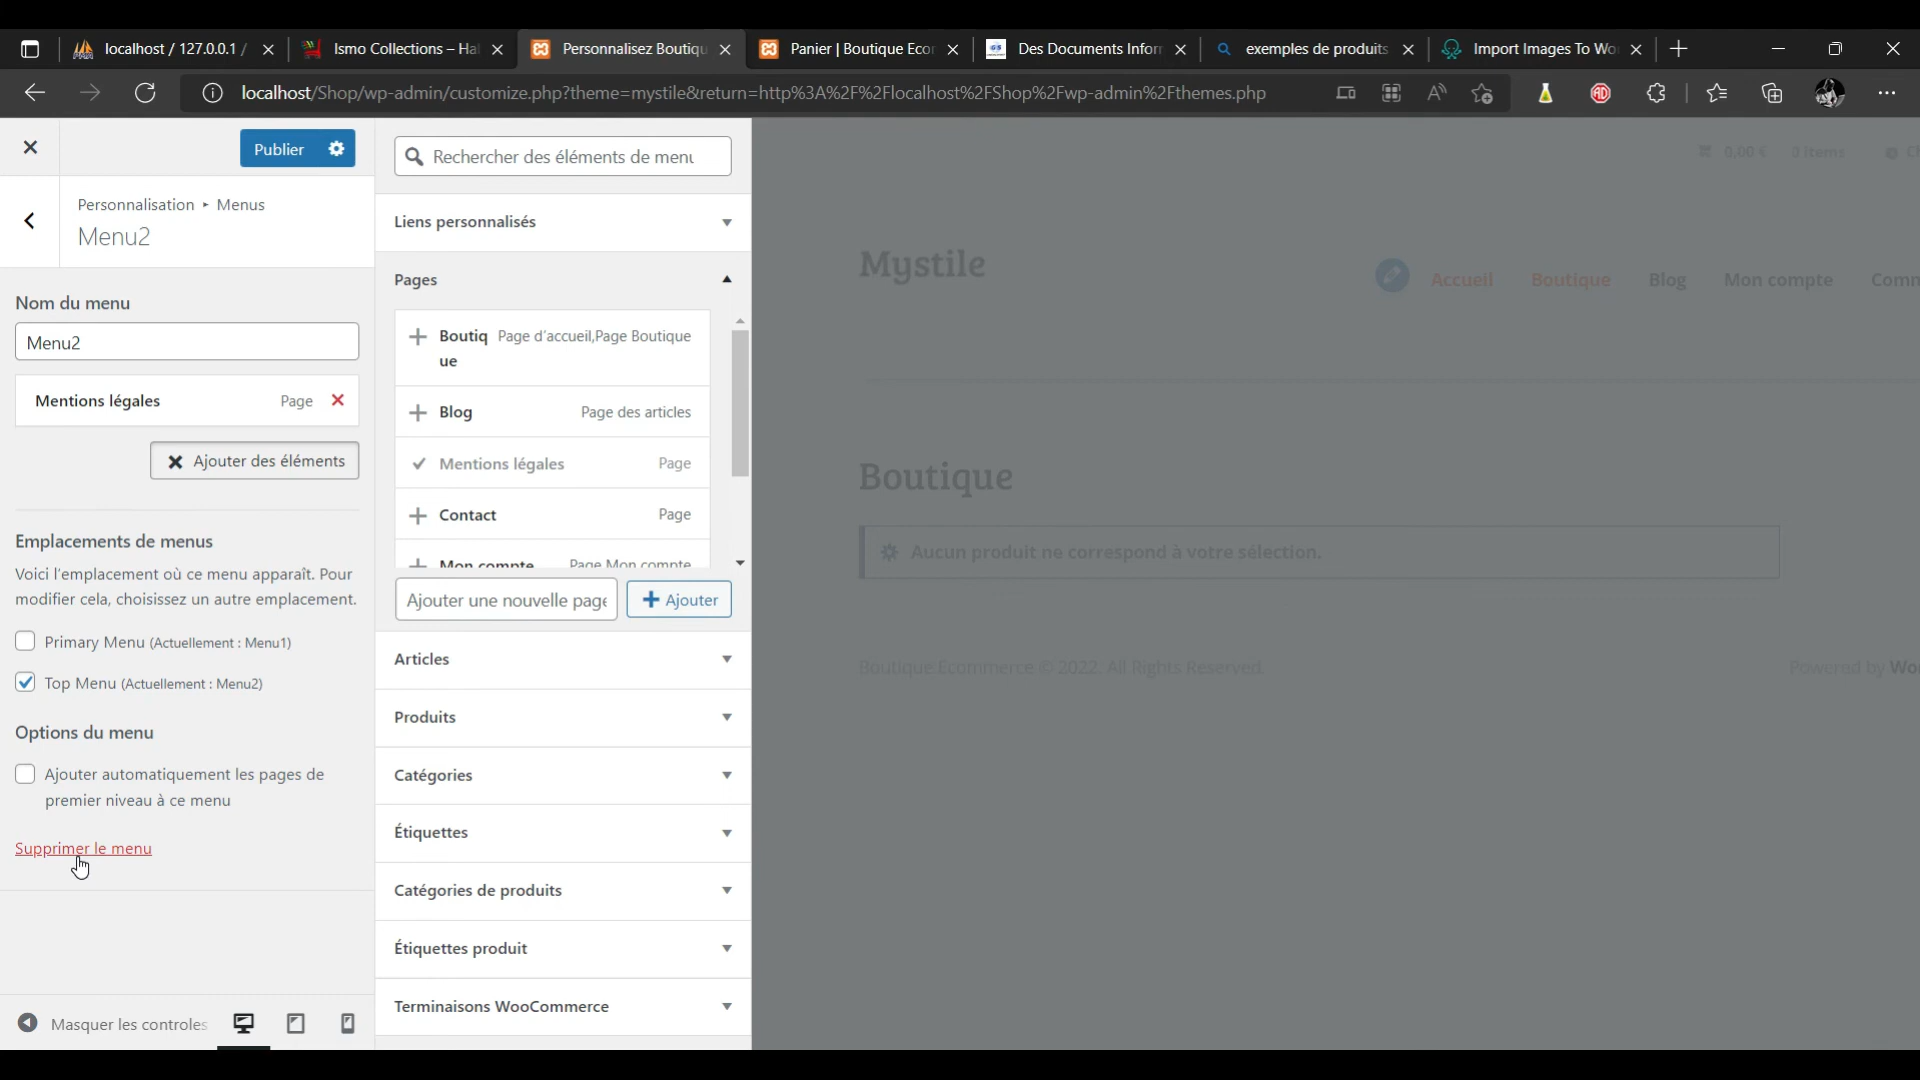 localhost / 127.0.0.1 /
Ismo Collections – Ha
Personnalisez Boutiqu
Panier | Boutique Ecor
Des Documents Inforr
exemples de produits
Import Images To Wo
localhost/Shop/wp-admin/customize.php?theme=mystile&return=http%3A%2F%2Flocalhost%2FShop%2Fwp-admin%2Fthemes.php
Publier
Personnalisation ▸ Menus
Menu2
Nom du menu
Menu2
Mentions légales Page
Ajouter des éléments
Emplacements de menus
Voici l'emplacement où ce menu apparaît. Pour
modifier cela, choisissez un autre emplacement.
Primary Menu (Actuellement : Menu1)
Top Menu (Actuellement : Menu2)
Options du menu
Ajouter automatiquement les pages de
premier niveau à ce menu
Supprimer le menu
Masquer les controles
Rechercher des éléments de menu
Liens personnalisés
Pages
Boutiq Page d'accueil,Page Boutique
ue
Blog Page des articles
Mentions légales Page
Contact Page
Mon compte Page Mon compte
Ajouter une nouvelle page
Ajouter
Articles
Produits
Catégories
Étiquettes
Catégories de produits
Étiquettes produit
Terminaisons WooCommerce
0,00 € 0 Items Ch
Mystile
Accueil Boutique Blog Mon compte Comm
Boutique
Aucun produit ne correspond à votre sélection.
Boutique Ecommerce © 2022. All Rights Reserved.
Powered by Wo